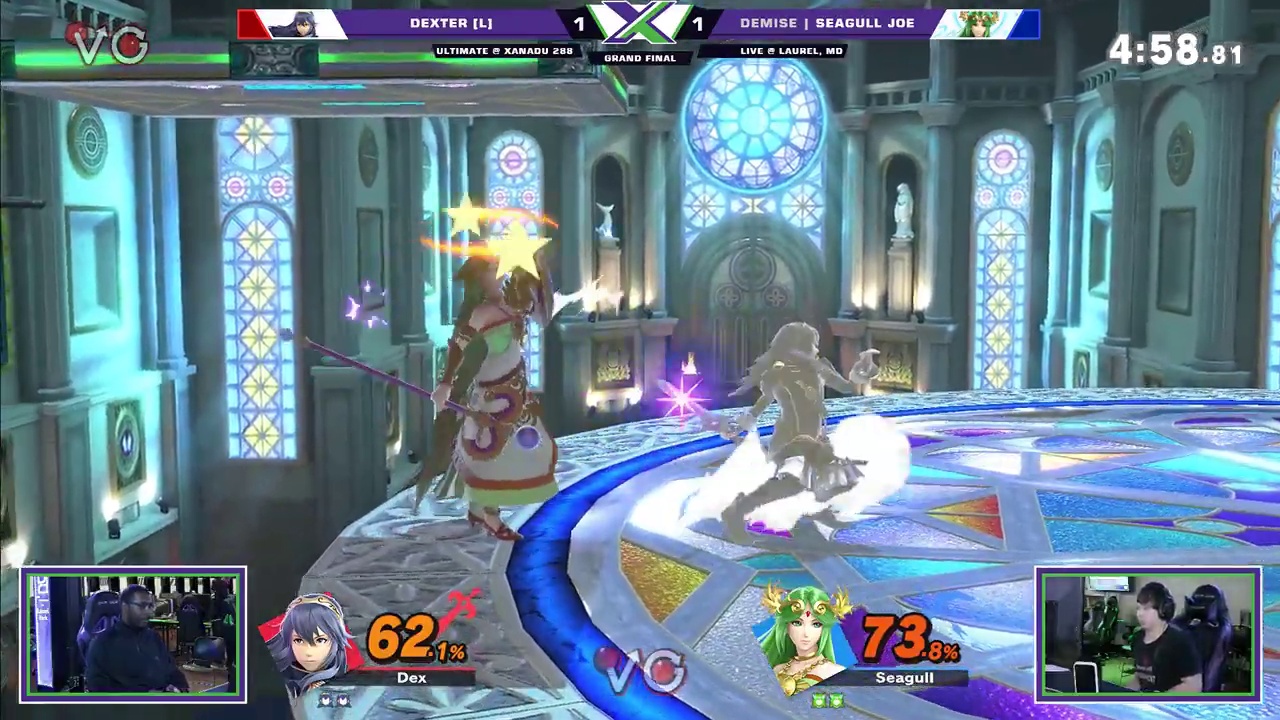 DEXTER [L]
1
1
DEMISE | SEAGULL JOE
ULTIMATE @ XANADU 288
GRAND FINAL
LIVE @ LAUREL, MD
4:58.81
VG
62.1%
Dex
VG
73.8%
Seagull